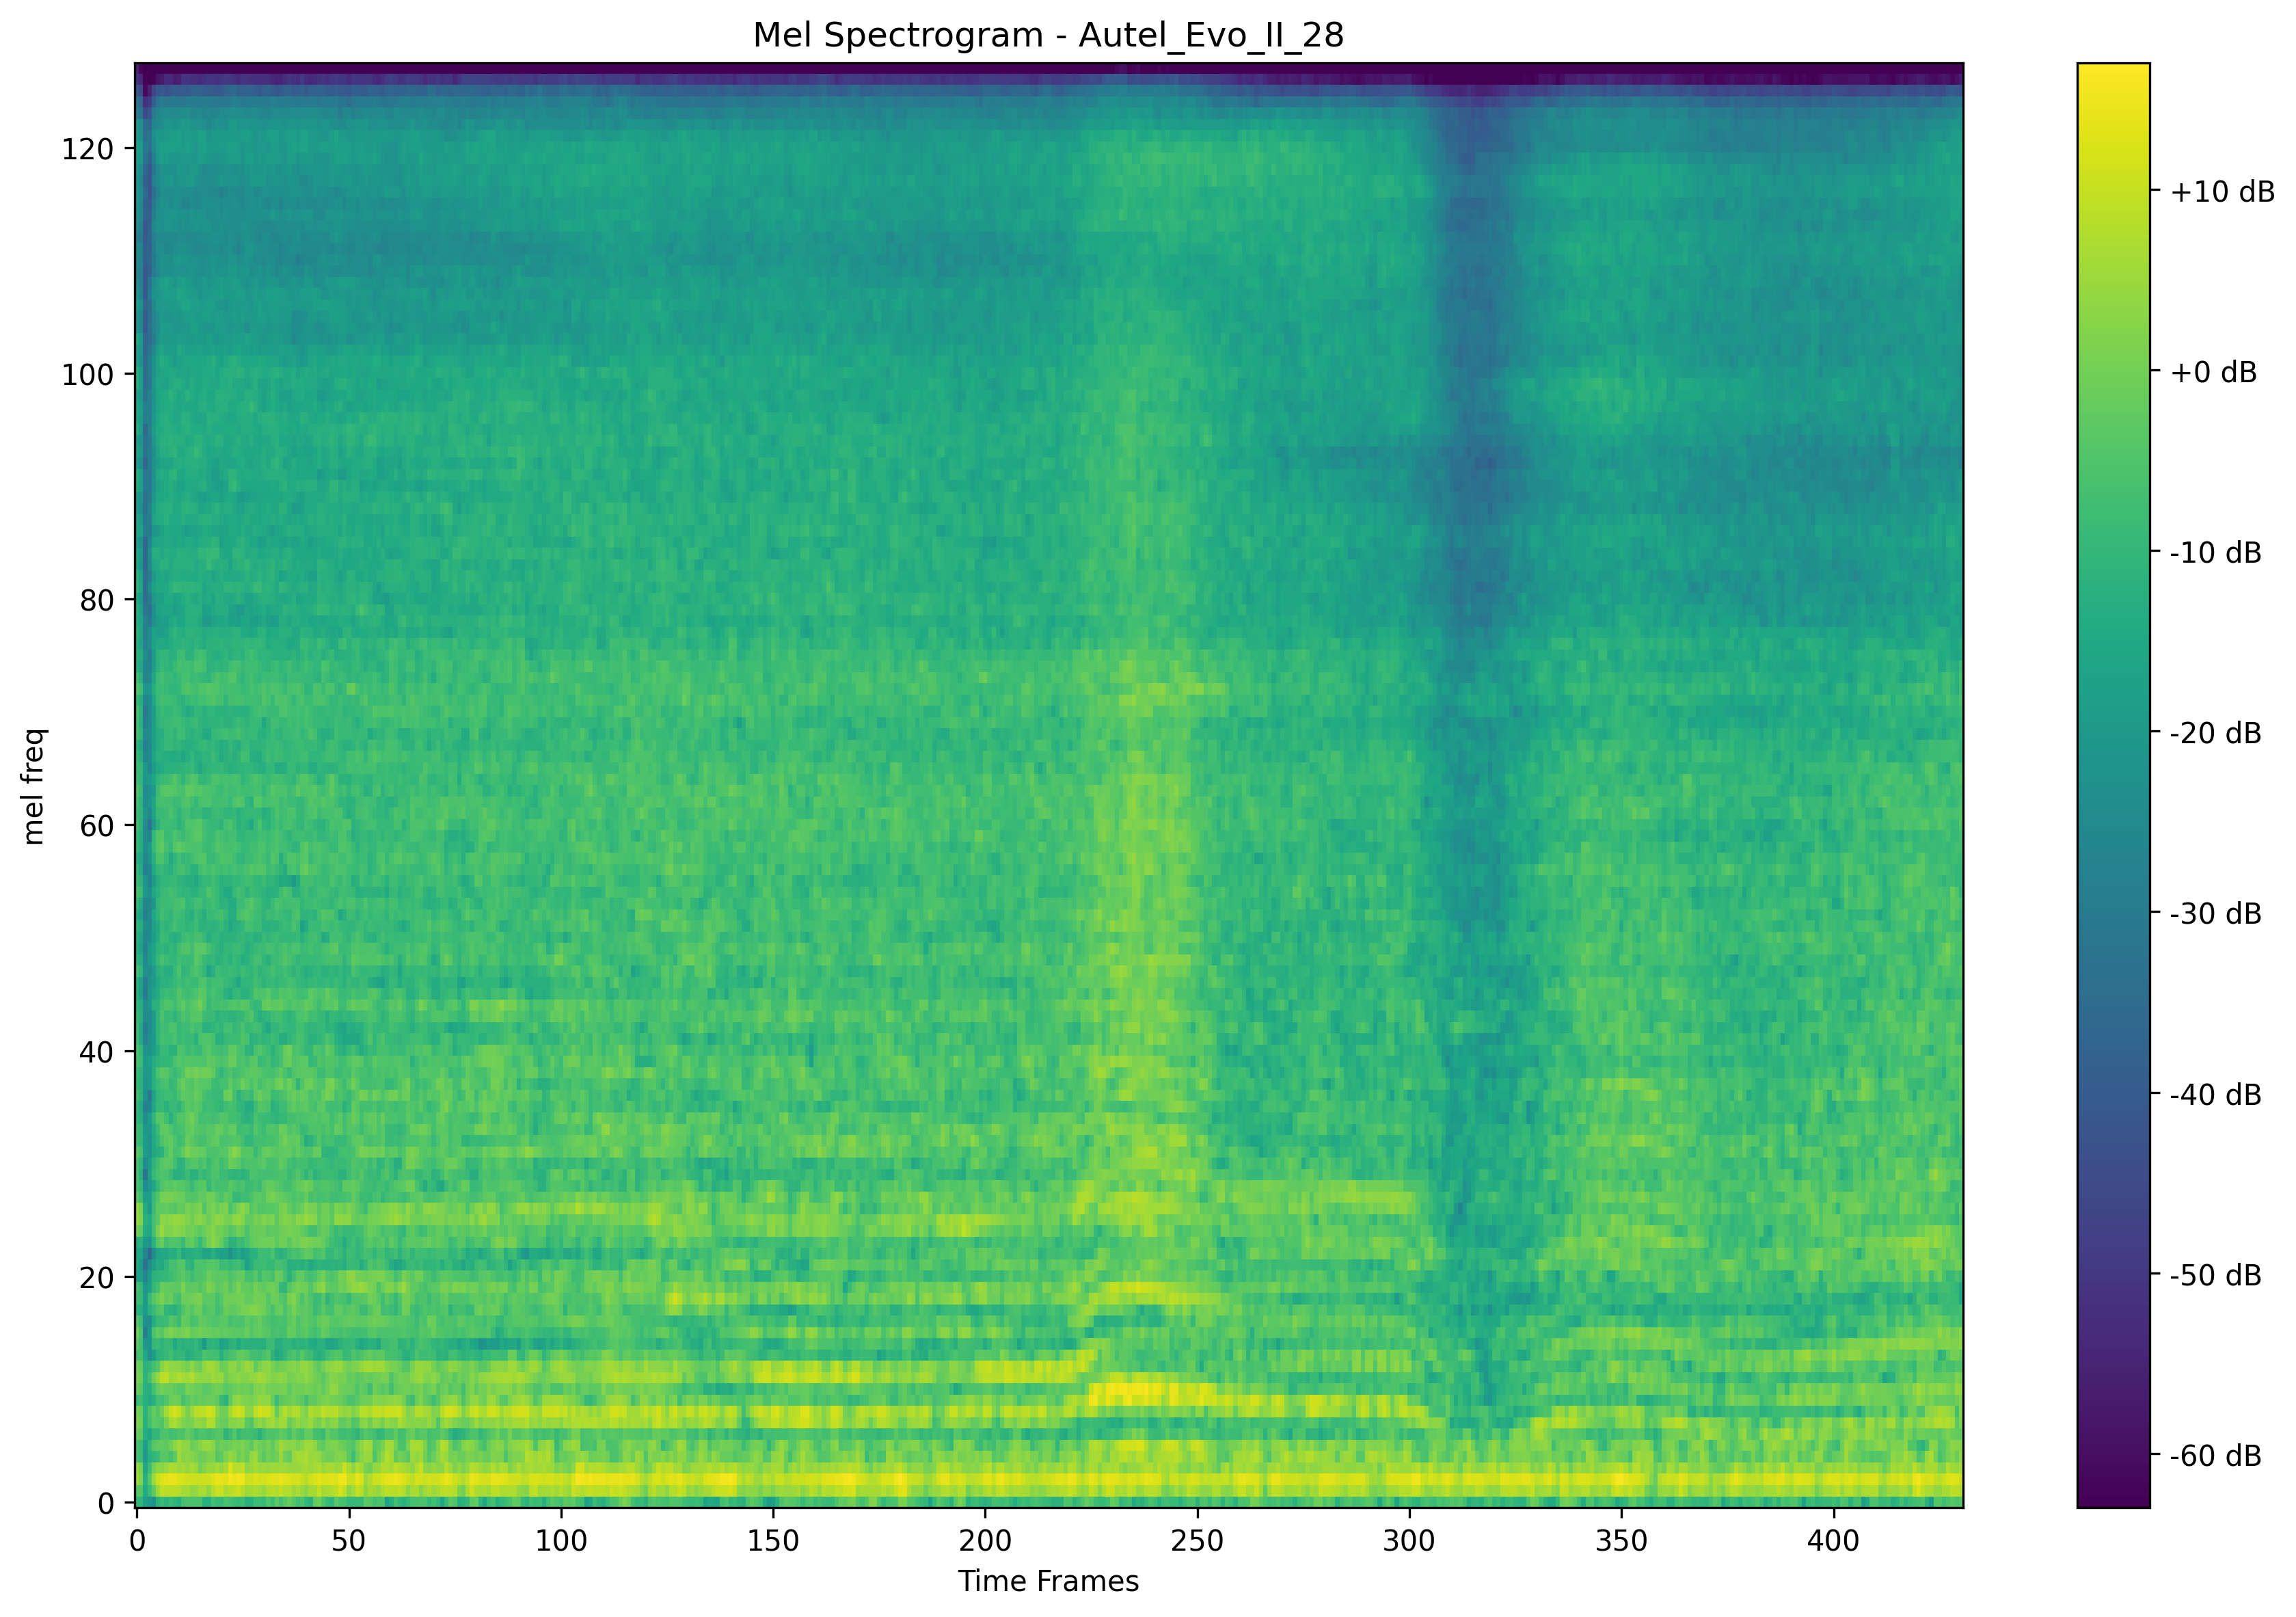 Mel Spectrogram - Autel_Evo_II_28
mel freq
120
100
80
60
40
20
0
0 50 100 150 200 250 300 350 400
Time Frames
+10 dB
+0 dB
-10 dB
-20 dB
-30 dB
-40 dB
-50 dB
-60 dB